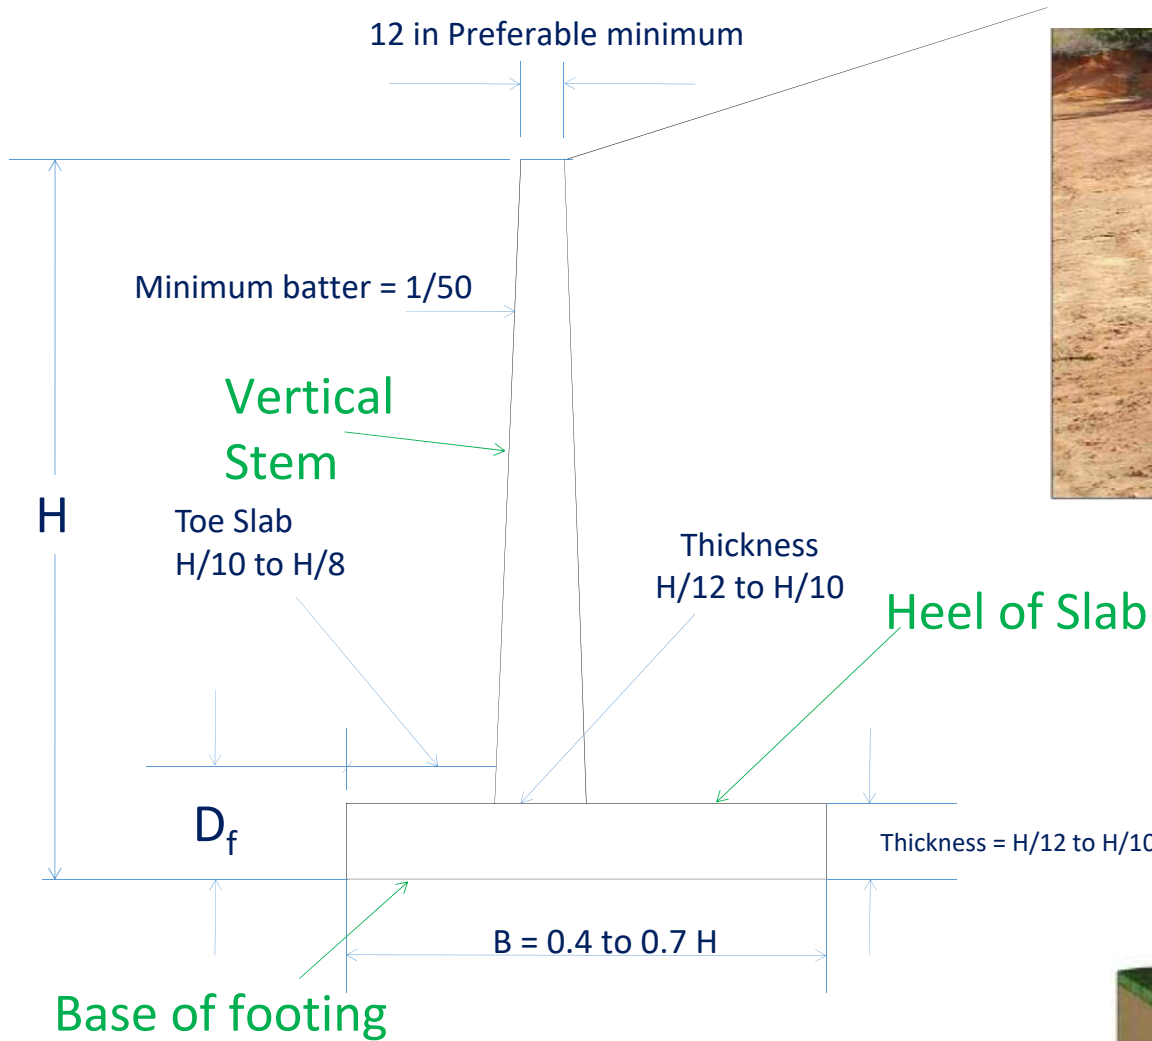 12 in Preferable minimum
Minimum batter = 1/50
Vertical
Stem
H
Toe Slab
H/10 to H/8
Thickness
H/12 to H/10
Heel of Slab
D_f
Thickness = H/12 to H/10
B = 0.4 to 0.7 H
Base of footing